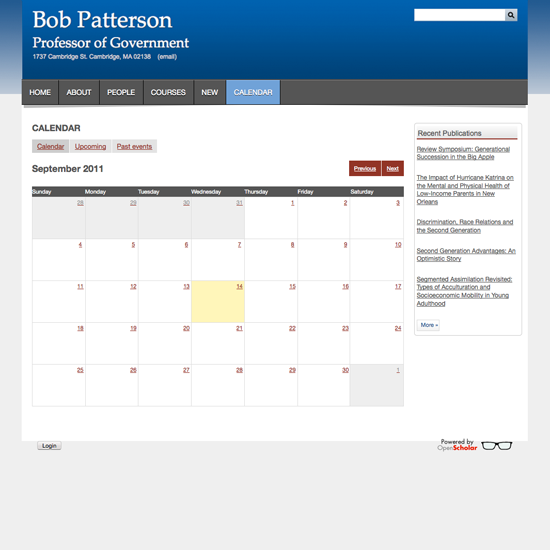 Bob Patterson
Professor of Government
1737 Cambridge St. Cambridge, MA 02138 (email)
HOME ABOUT PEOPLE COURSES NEW CALENDAR
CALENDAR
Calendar Upcoming Past events
September 2011
Previous Next
Sunday Monday Tuesday Wednesday Thursday Friday Saturday
28 29 30 31 1 2 3
4 5 6 7 8 9 10
11 12 13 14 15 16 17
18 19 20 21 22 23 24
25 26 27 28 29 30 1
Recent Publications
Review Symposium: Generational
Succession in the Big Apple
The Impact of Hurricane Katrina on
the Mental and Physical Health of
Low-Income Parents in New
Orleans
Discrimination, Race Relations and
the Second Generation
Second Generation Advantages: An
Optimistic Story
Segmented Assimilation Revisited:
Types of Acculturation and
Socioeconomic Mobility in Young
Adulthood
More
Login
Powered by
OpenScholar